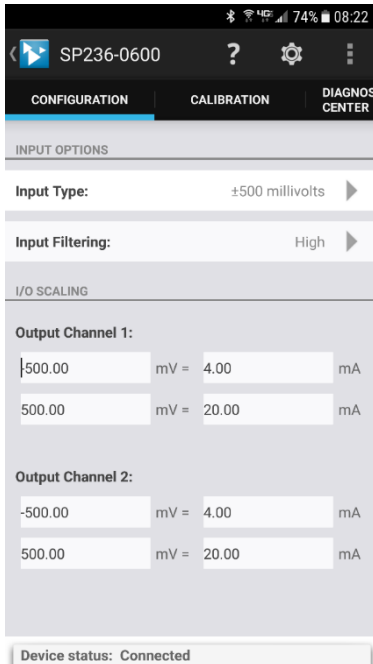 4G 74% 08:22
SP236-0600 ?
CONFIGURATION CALIBRATION DIAGNOS
CENTER
INPUT OPTIONS
Input Type: ±500 millivolts
Input Filtering: High
I/O SCALING
Output Channel 1:
-500.00 mV = 4.00 mA
500.00 mV = 20.00 mA
Output Channel 2:
-500.00 mV = 4.00 mA
500.00 mV = 20.00 mA
Device status: Connected